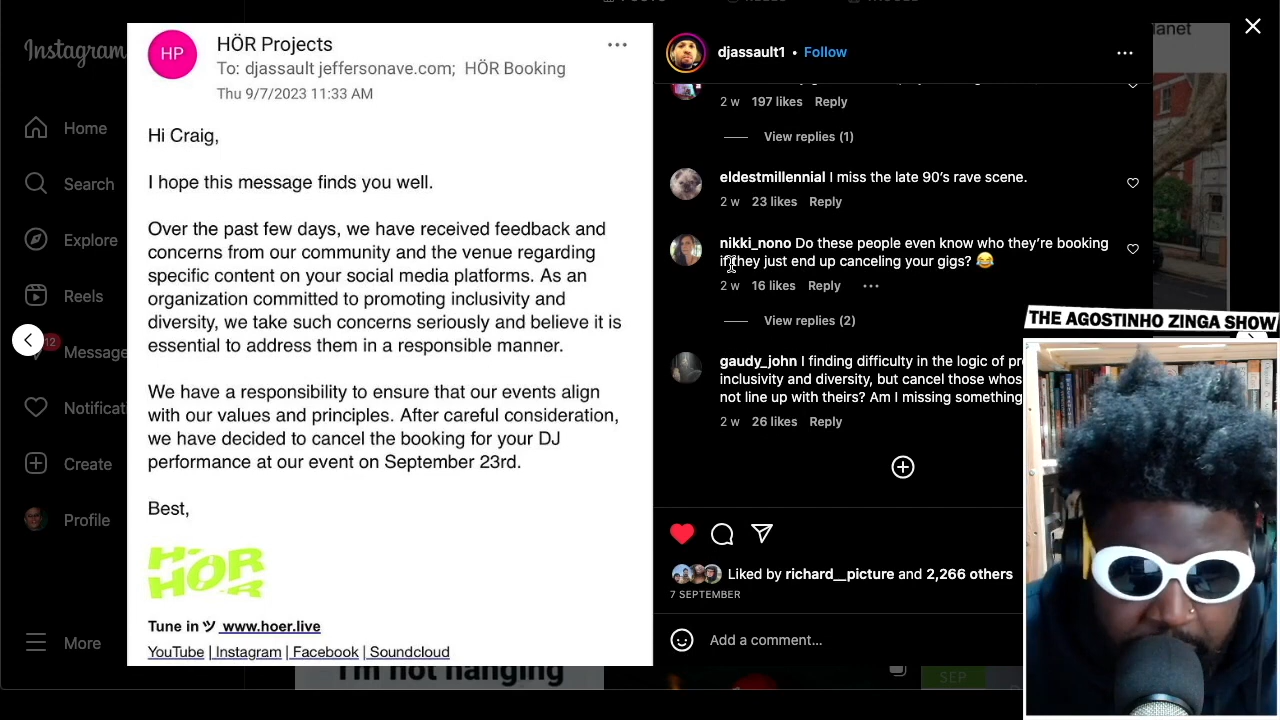 Instagram
Home
Search
Explore
Reels
12
Message
Notificati
Create
Profile
More
HP
HÖR Projects
To: djassault jeffersonave.com; HÖR Booking
Thu 9/7/2023 11:33 AM
Hi Craig,
I hope this message finds you well.
Over the past few days, we have received feedback and
concerns from our community and the venue regarding
specific content on your social media platforms. As an
organization committed to promoting inclusivity and
diversity, we take such concerns seriously and believe it is
essential to address them in a responsible manner.
We have a responsibility to ensure that our events align
with our values and principles. After careful consideration,
we have decided to cancel the booking for your DJ
performance at our event on September 23rd.
Best,
HÖR
HÖR
Tune in ツ www.hoer.live
YouTube | Instagram | Facebook | Soundcloud
I'm not hanging
djassault1 • Follow
2 w 197 likes Reply
View replies (1)
eldestmillennial I miss the late 90's rave scene.
2 w 23 likes Reply
nikki_nono Do these people even know who they're booking
if they just end up canceling your gigs? 😂
2 w 16 likes Reply
View replies (2)
gaudy_john I finding difficulty in the logic of pr
inclusivity and diversity, but cancel those whos
not line up with theirs? Am I missing something
2 w 26 likes Reply
Liked by richard__picture and 2,266 others
7 SEPTEMBER
Add a comment...
lanet
THE AGOSTINHO ZINGA SHOW
SEP